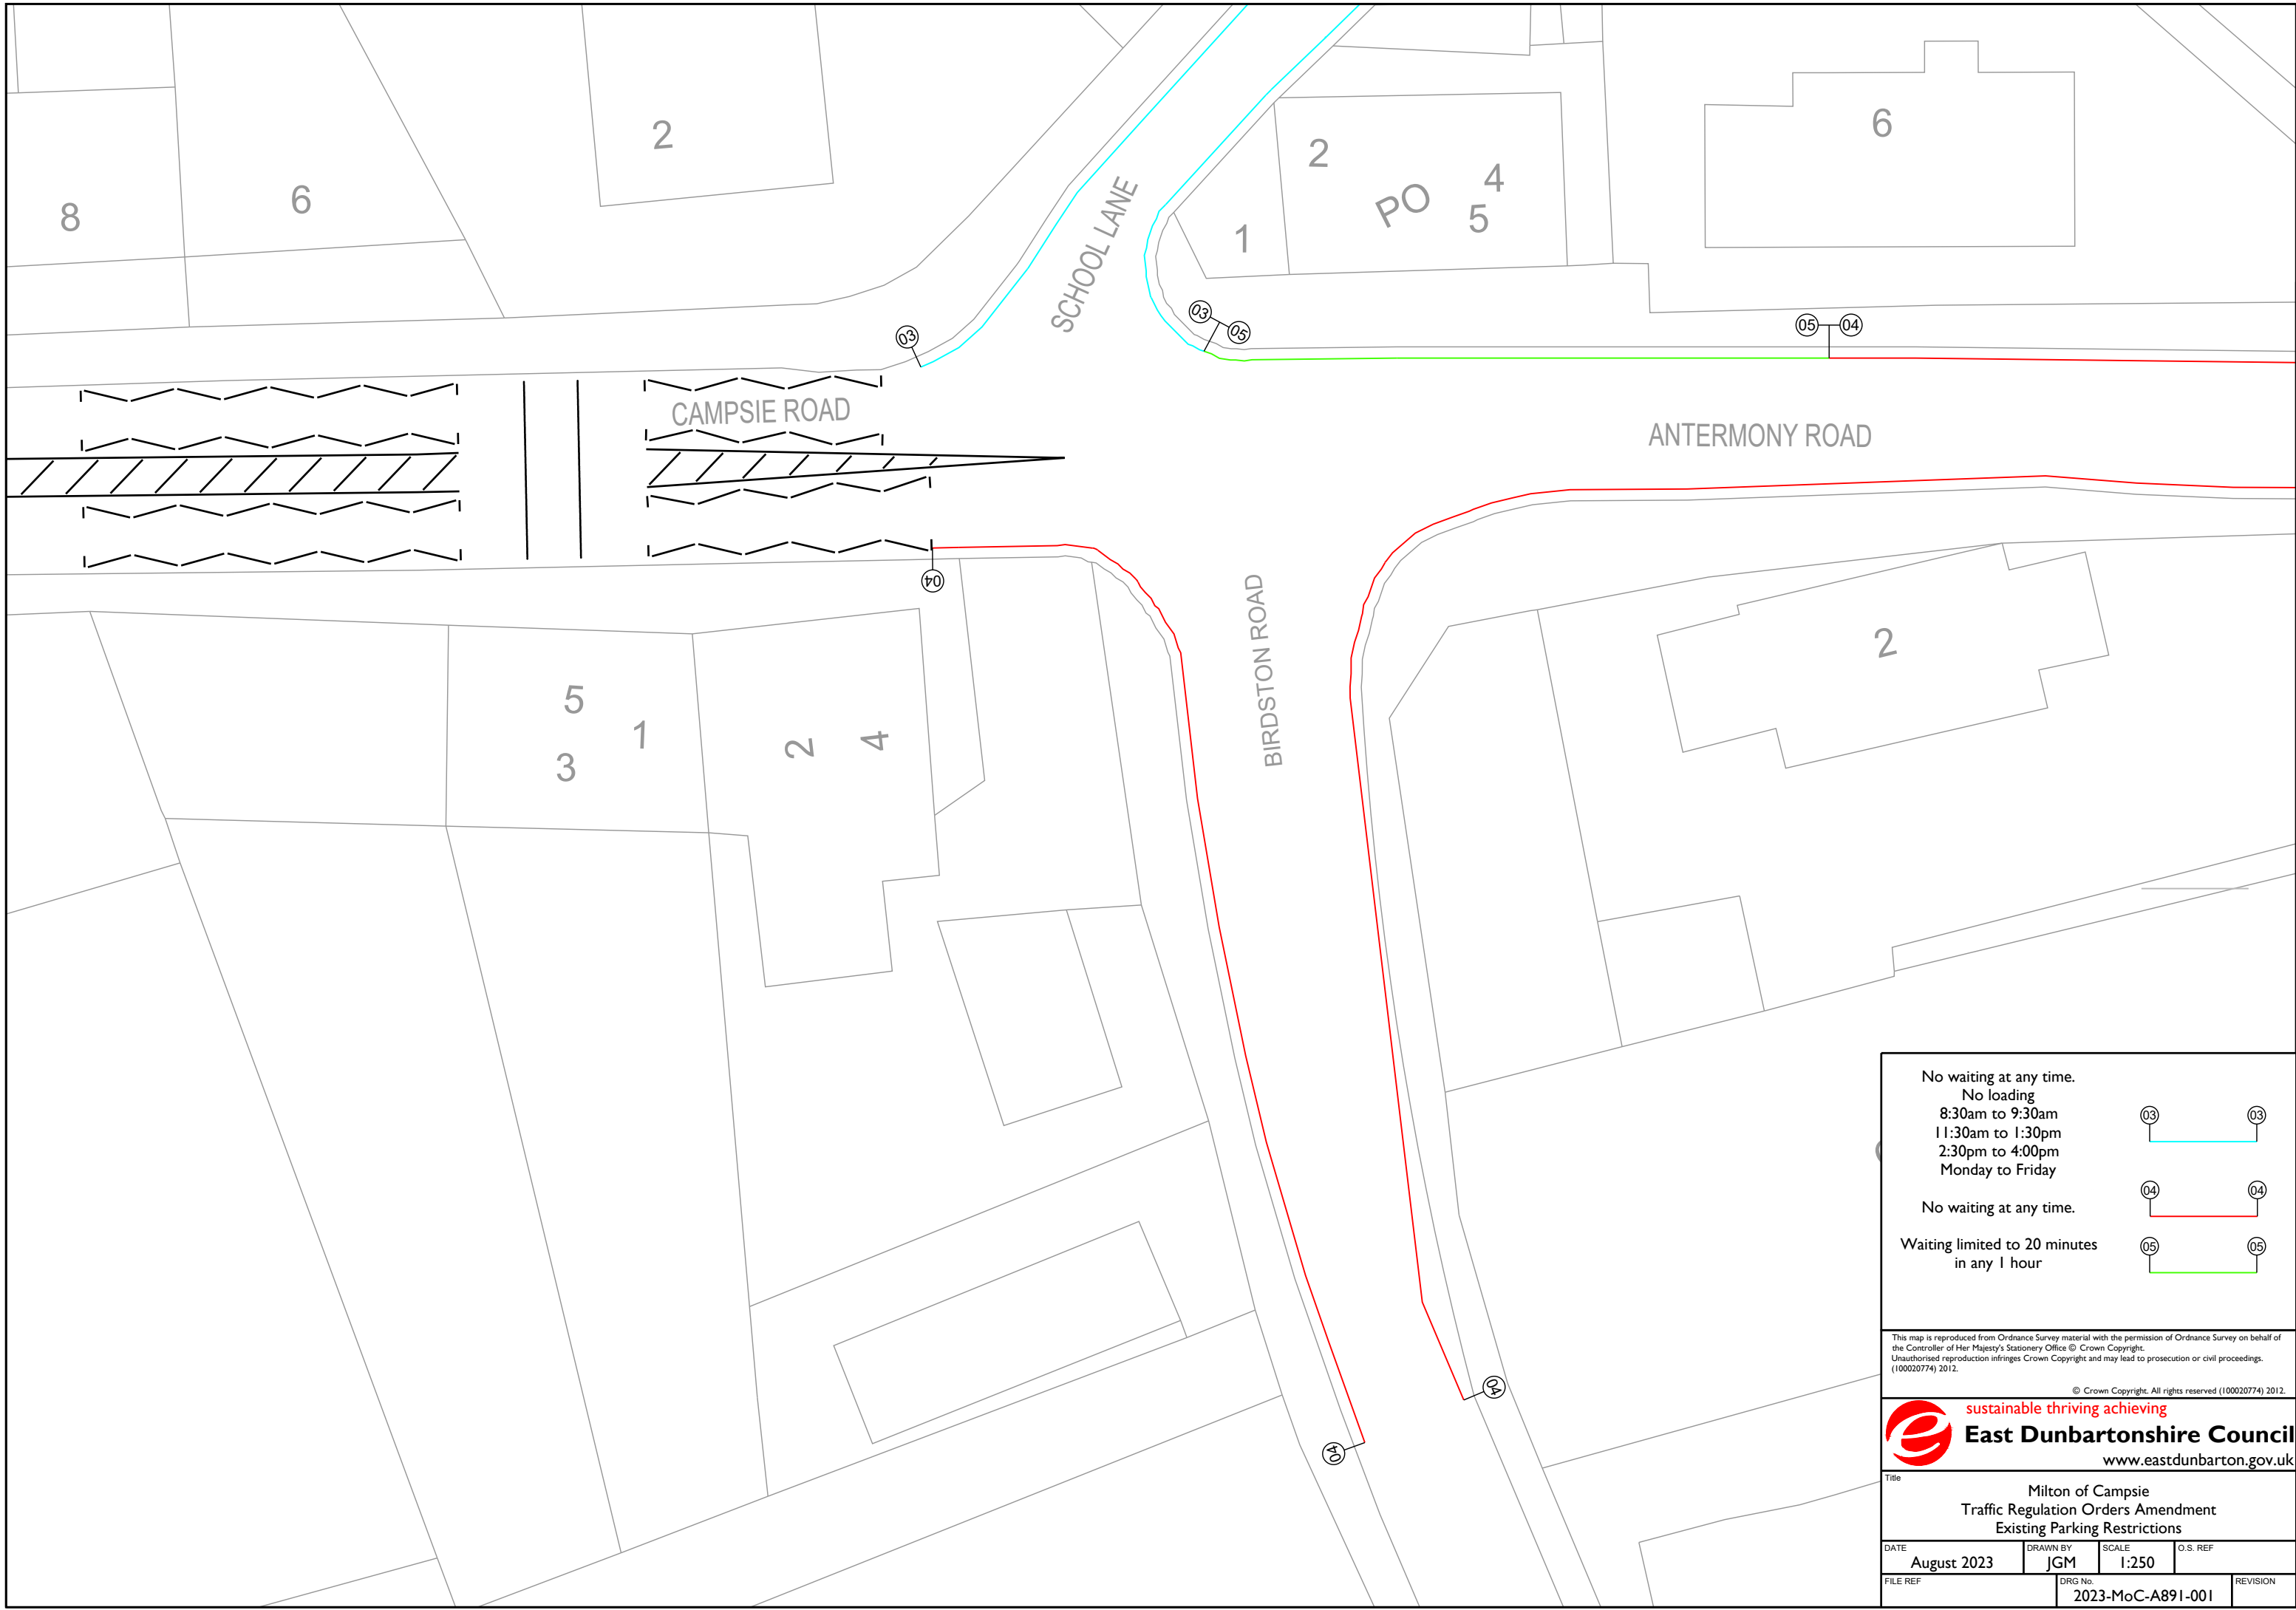 2
6
8
6
2
PO
4
5
1
SCHOOL LANE
03
03
05
05
04
CAMPSIE ROAD
ANTERMONY ROAD
04
BIRDSTON ROAD
2
5
1
3
2
4
04
04
No waiting at any time.
No loading
8:30am to 9:30am
11:30am to 1:30pm
2:30pm to 4:00pm
Monday to Friday
03
03
No waiting at any time.
04
04
Waiting limited to 20 minutes
in any 1 hour
05
05
This map is reproduced from Ordnance Survey material with the permission of Ordnance Survey on behalf of
the Controller of Her Majesty's Stationery Office © Crown Copyright.
Unauthorised reproduction infringes Crown Copyright and may lead to prosecution or civil proceedings.
(100020774) 2012.
© Crown Copyright. All rights reserved (100020774) 2012.
sustainable thriving achieving
East Dunbartonshire Council
www.eastdunbarton.gov.uk
Title
Milton of Campsie
Traffic Regulation Orders Amendment
Existing Parking Restrictions
DATE
August 2023
DRAWN BY
JGM
SCALE
1:250
O.S. REF
FILE REF
DRG No.
2023-MoC-A891-001
REVISION